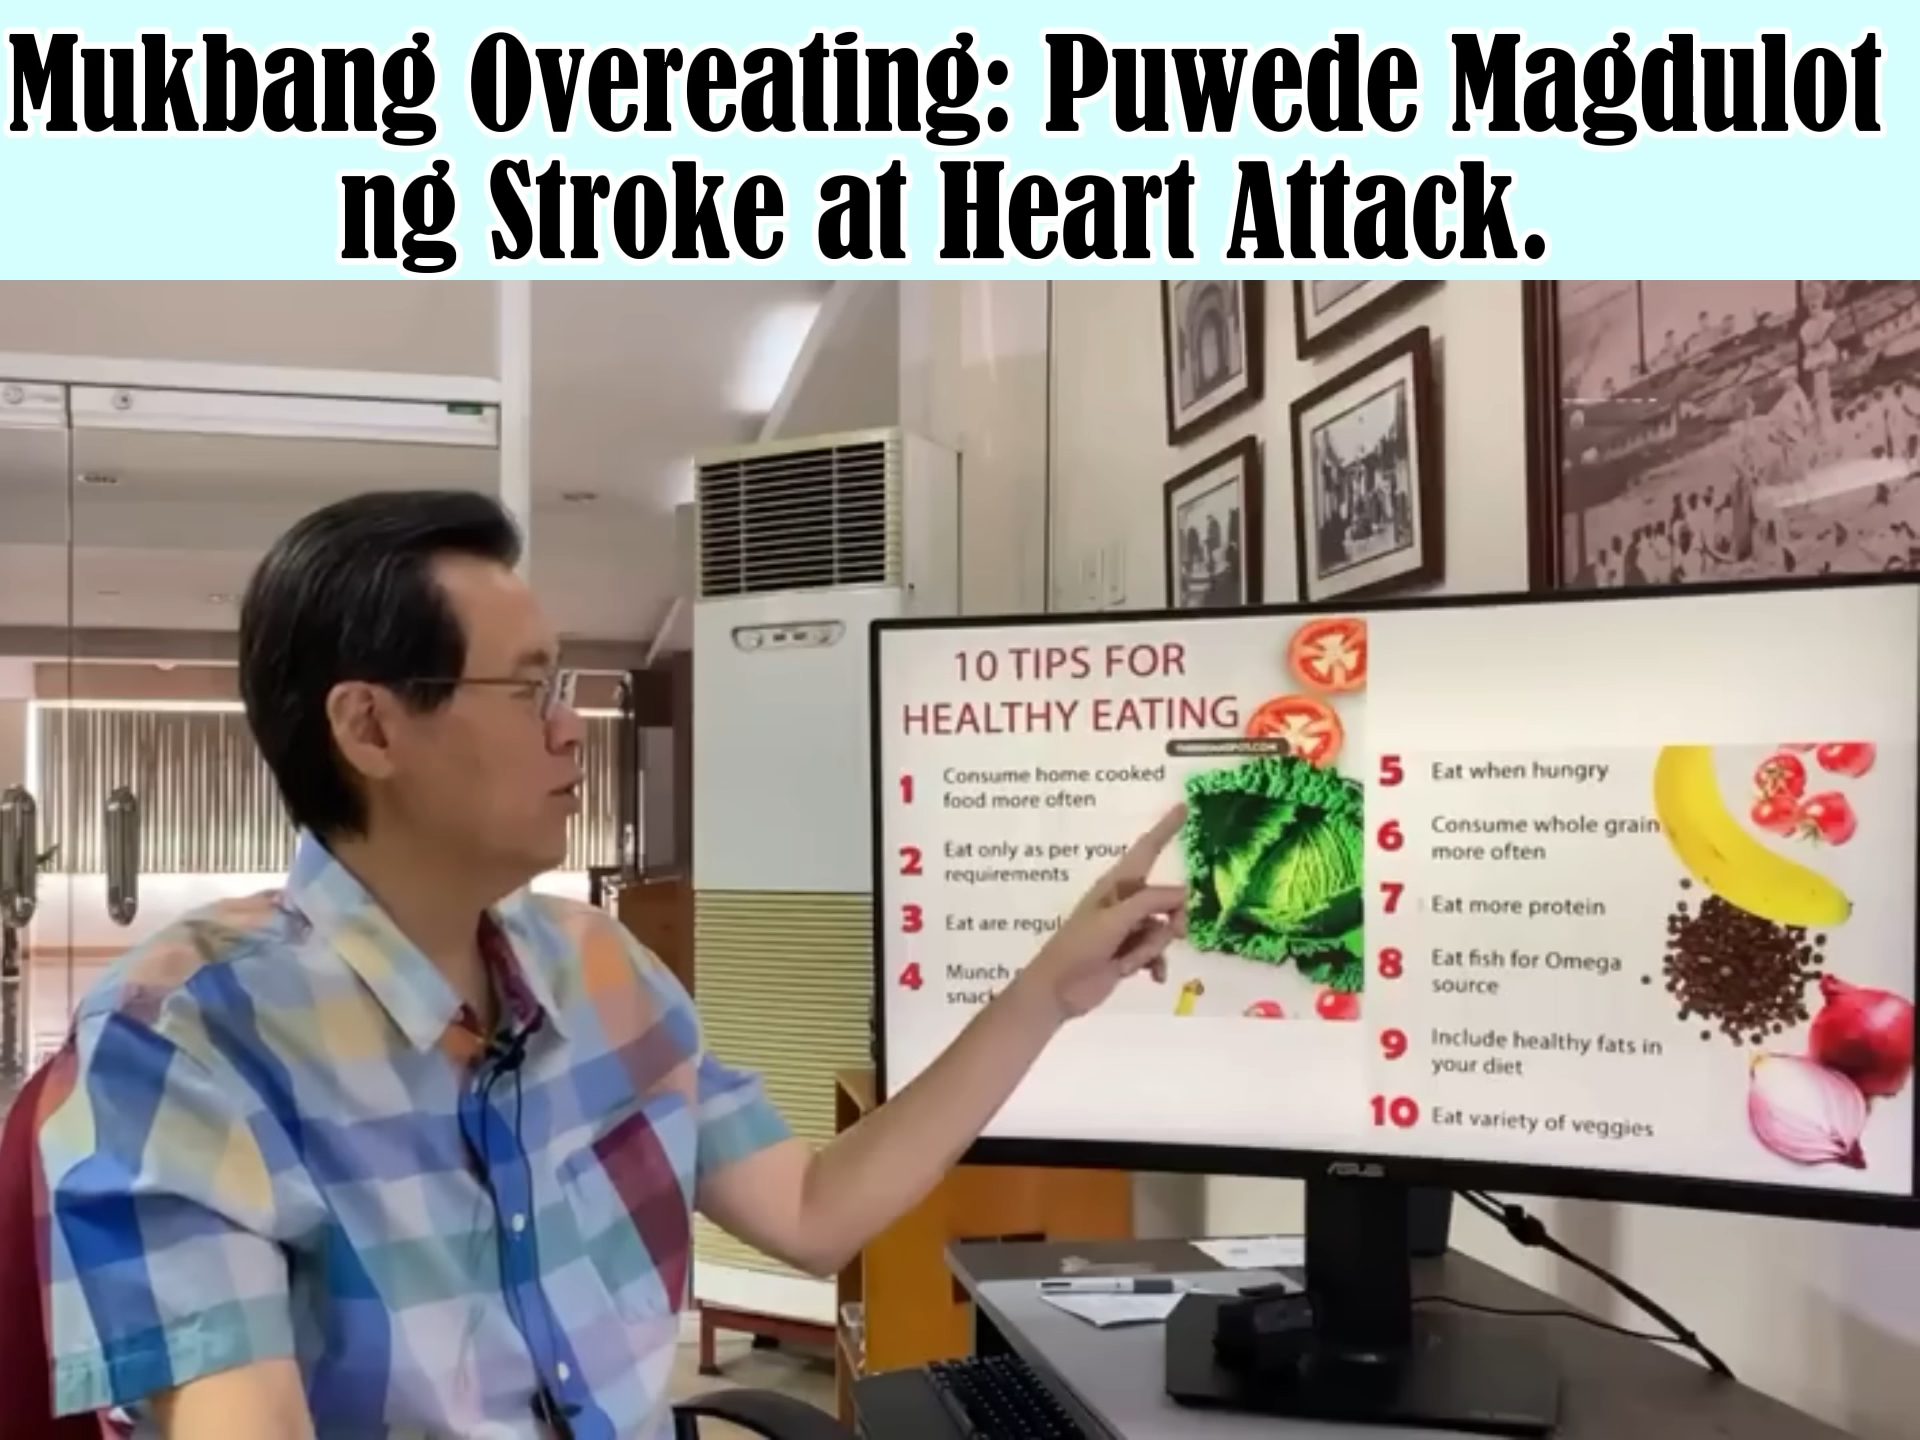 Mukbang Overeating: Puwede Magdulot
ng Stroke at Heart Attack.
10 TIPS FOR
HEALTHY EATING
1 Consume home cooked
food more often
2 Eat only as per your
requirements
3 Eat are regul
4 Munch
snack
5 Eat when hungry
6 Consume whole grain
more often
7 Eat more protein
8 Eat fish for Omega
source
9 Include healthy fats in
your diet
10 Eat variety of veggies
ASUS